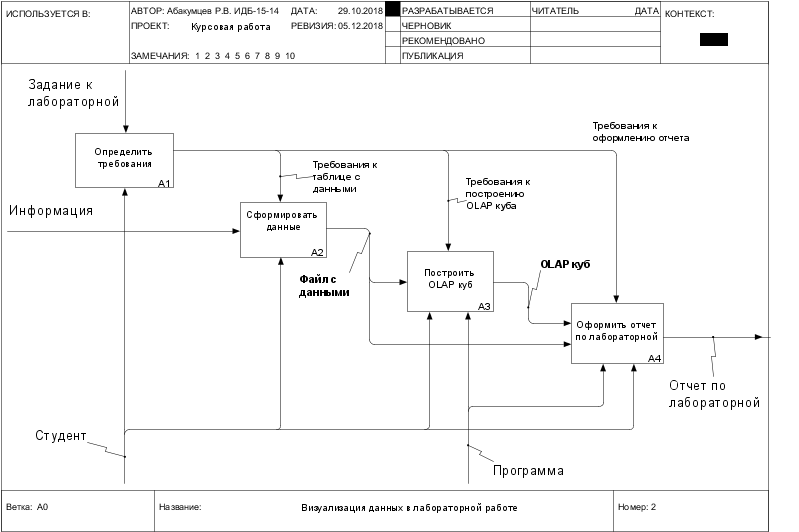 ИСПОЛЬЗУЕТСЯ В:
АВТОР: Абакумцев Р.В. ИДБ-15-14 ДАТА: 29.10.2018
ПРОЕКТ: Курсовая работа РЕВИЗИЯ: 05.12.2018
ЗАМЕЧАНИЯ: 1 2 3 4 5 6 7 8 9 10
РАЗРАБАТЫВАЕТСЯ
ЧЕРНОВИК
РЕКОМЕНДОВАНО
ПУБЛИКАЦИЯ
ЧИТАТЕЛЬ ДАТА
КОНТЕКСТ:
Задание к
лабораторной
Определить
требования
A1
Требования к
таблице с
данными
Требования к
построению
OLAP куба
Требования к
оформлению отчета
Информация
Сформировать
данные
A2
Файл с
данными
Построить
OLAP куб
A3
OLAP куб
Оформить отчет
по лабораторной
A4
Отчет по
лабораторной
Студент
Программа
Ветка: A0
Название: Визуализация данных в лабораторной работе
Номер: 2